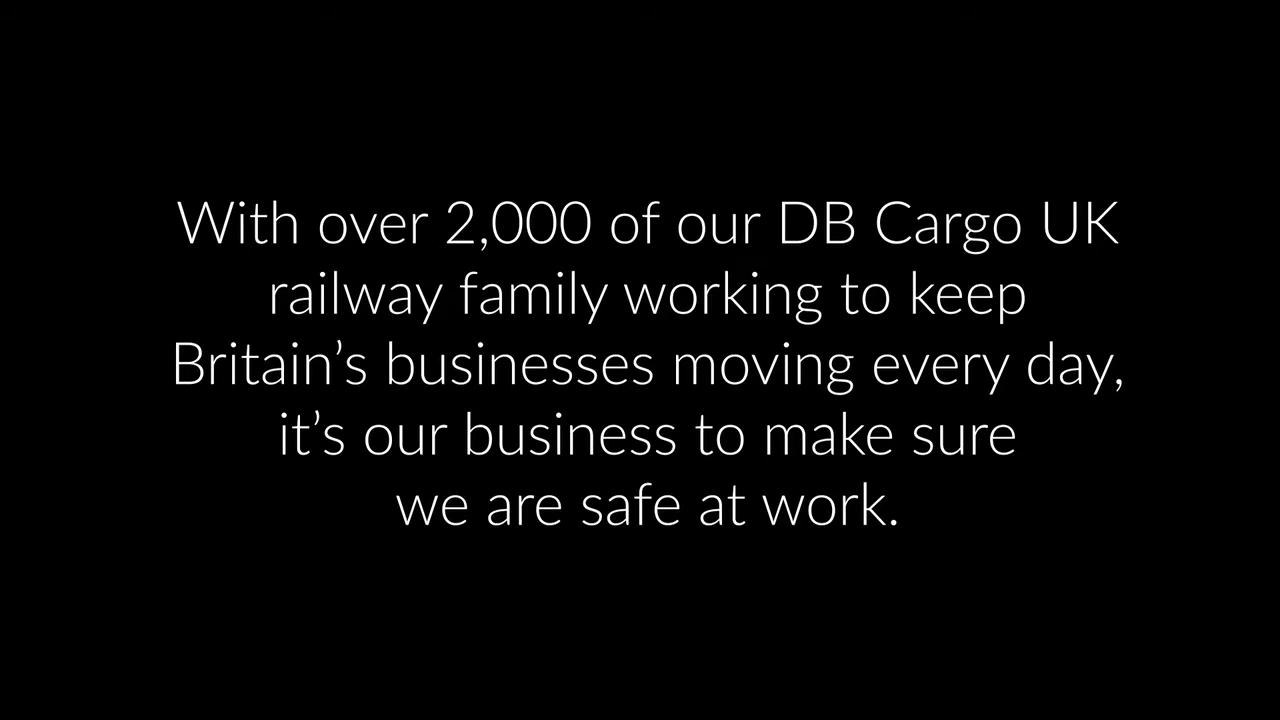 With over 2,000 of our DB Cargo UK
railway family working to keep
Britain’s businesses moving every day,
it’s our business to make sure
we are safe at work.